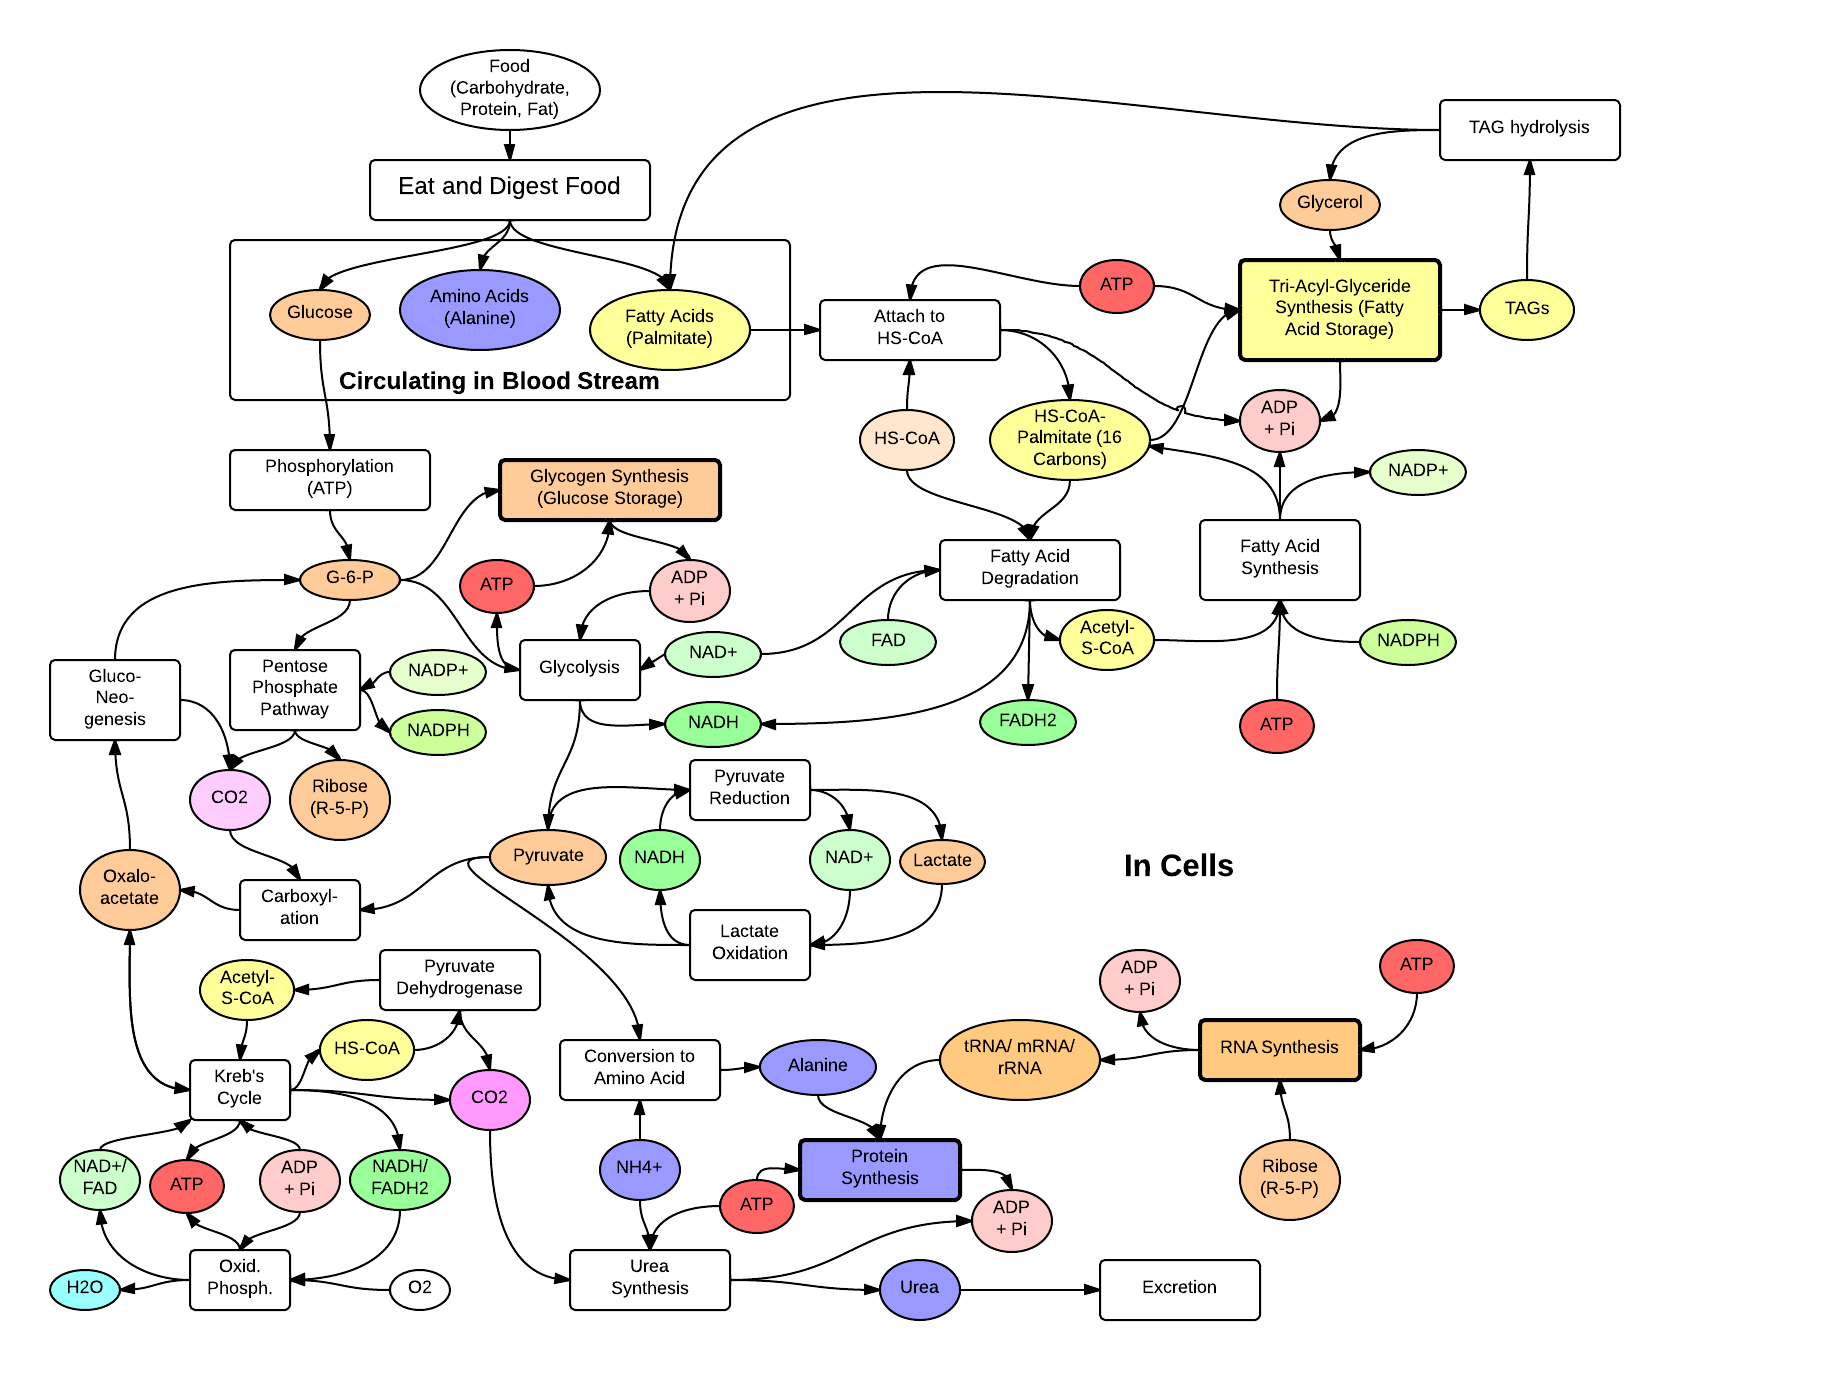 Food
(Carbohydrate,
Protein, Fat)
Eat and Digest Food
TAG hydrolysis
Glycerol
Glucose
Amino Acids
(Alanine)
Fatty Acids
(Palmitate)
Circulating in Blood Stream
ATP
Attach to
HS-CoA
Tri-Acyl-Glyceride
Synthesis (Fatty
Acid Storage)
TAGs
HS-CoA
HS-CoA-
Palmitate (16
Carbons)
ADP
+ Pi
NADP+
Phosphorylation
(ATP)
Glycogen Synthesis
(Glucose Storage)
G-6-P
ATP
ADP
+ Pi
Fatty Acid
Degradation
Fatty Acid
Synthesis
Gluco-
Neo-
genesis
Pentose
Phosphate
Pathway
NADP+
NADPH
Glycolysis
NAD+
FAD
Acetyl-
S-CoA
NADPH
NADH
FADH2
ATP
CO2
Ribose
(R-5-P)
Pyruvate
Reduction
Pyruvate
NADH
NAD+
Lactate
In Cells
Oxalo-
acetate
Carboxyl-
ation
Lactate
Oxidation
Acetyl-
S-CoA
Pyruvate
Dehydrogenase
ADP
+ Pi
ATP
HS-CoA
Kreb's
Cycle
CO2
Conversion to
Amino Acid
Alanine
tRNA/ mRNA/
rRNA
RNA Synthesis
NAD+/
FAD
ATP
ADP
+ Pi
NADH/
FADH2
NH4+
ATP
Protein
Synthesis
ADP
+ Pi
Ribose
(R-5-P)
H2O
Oxid.
Phosph.
O2
Urea
Synthesis
Urea
Excretion